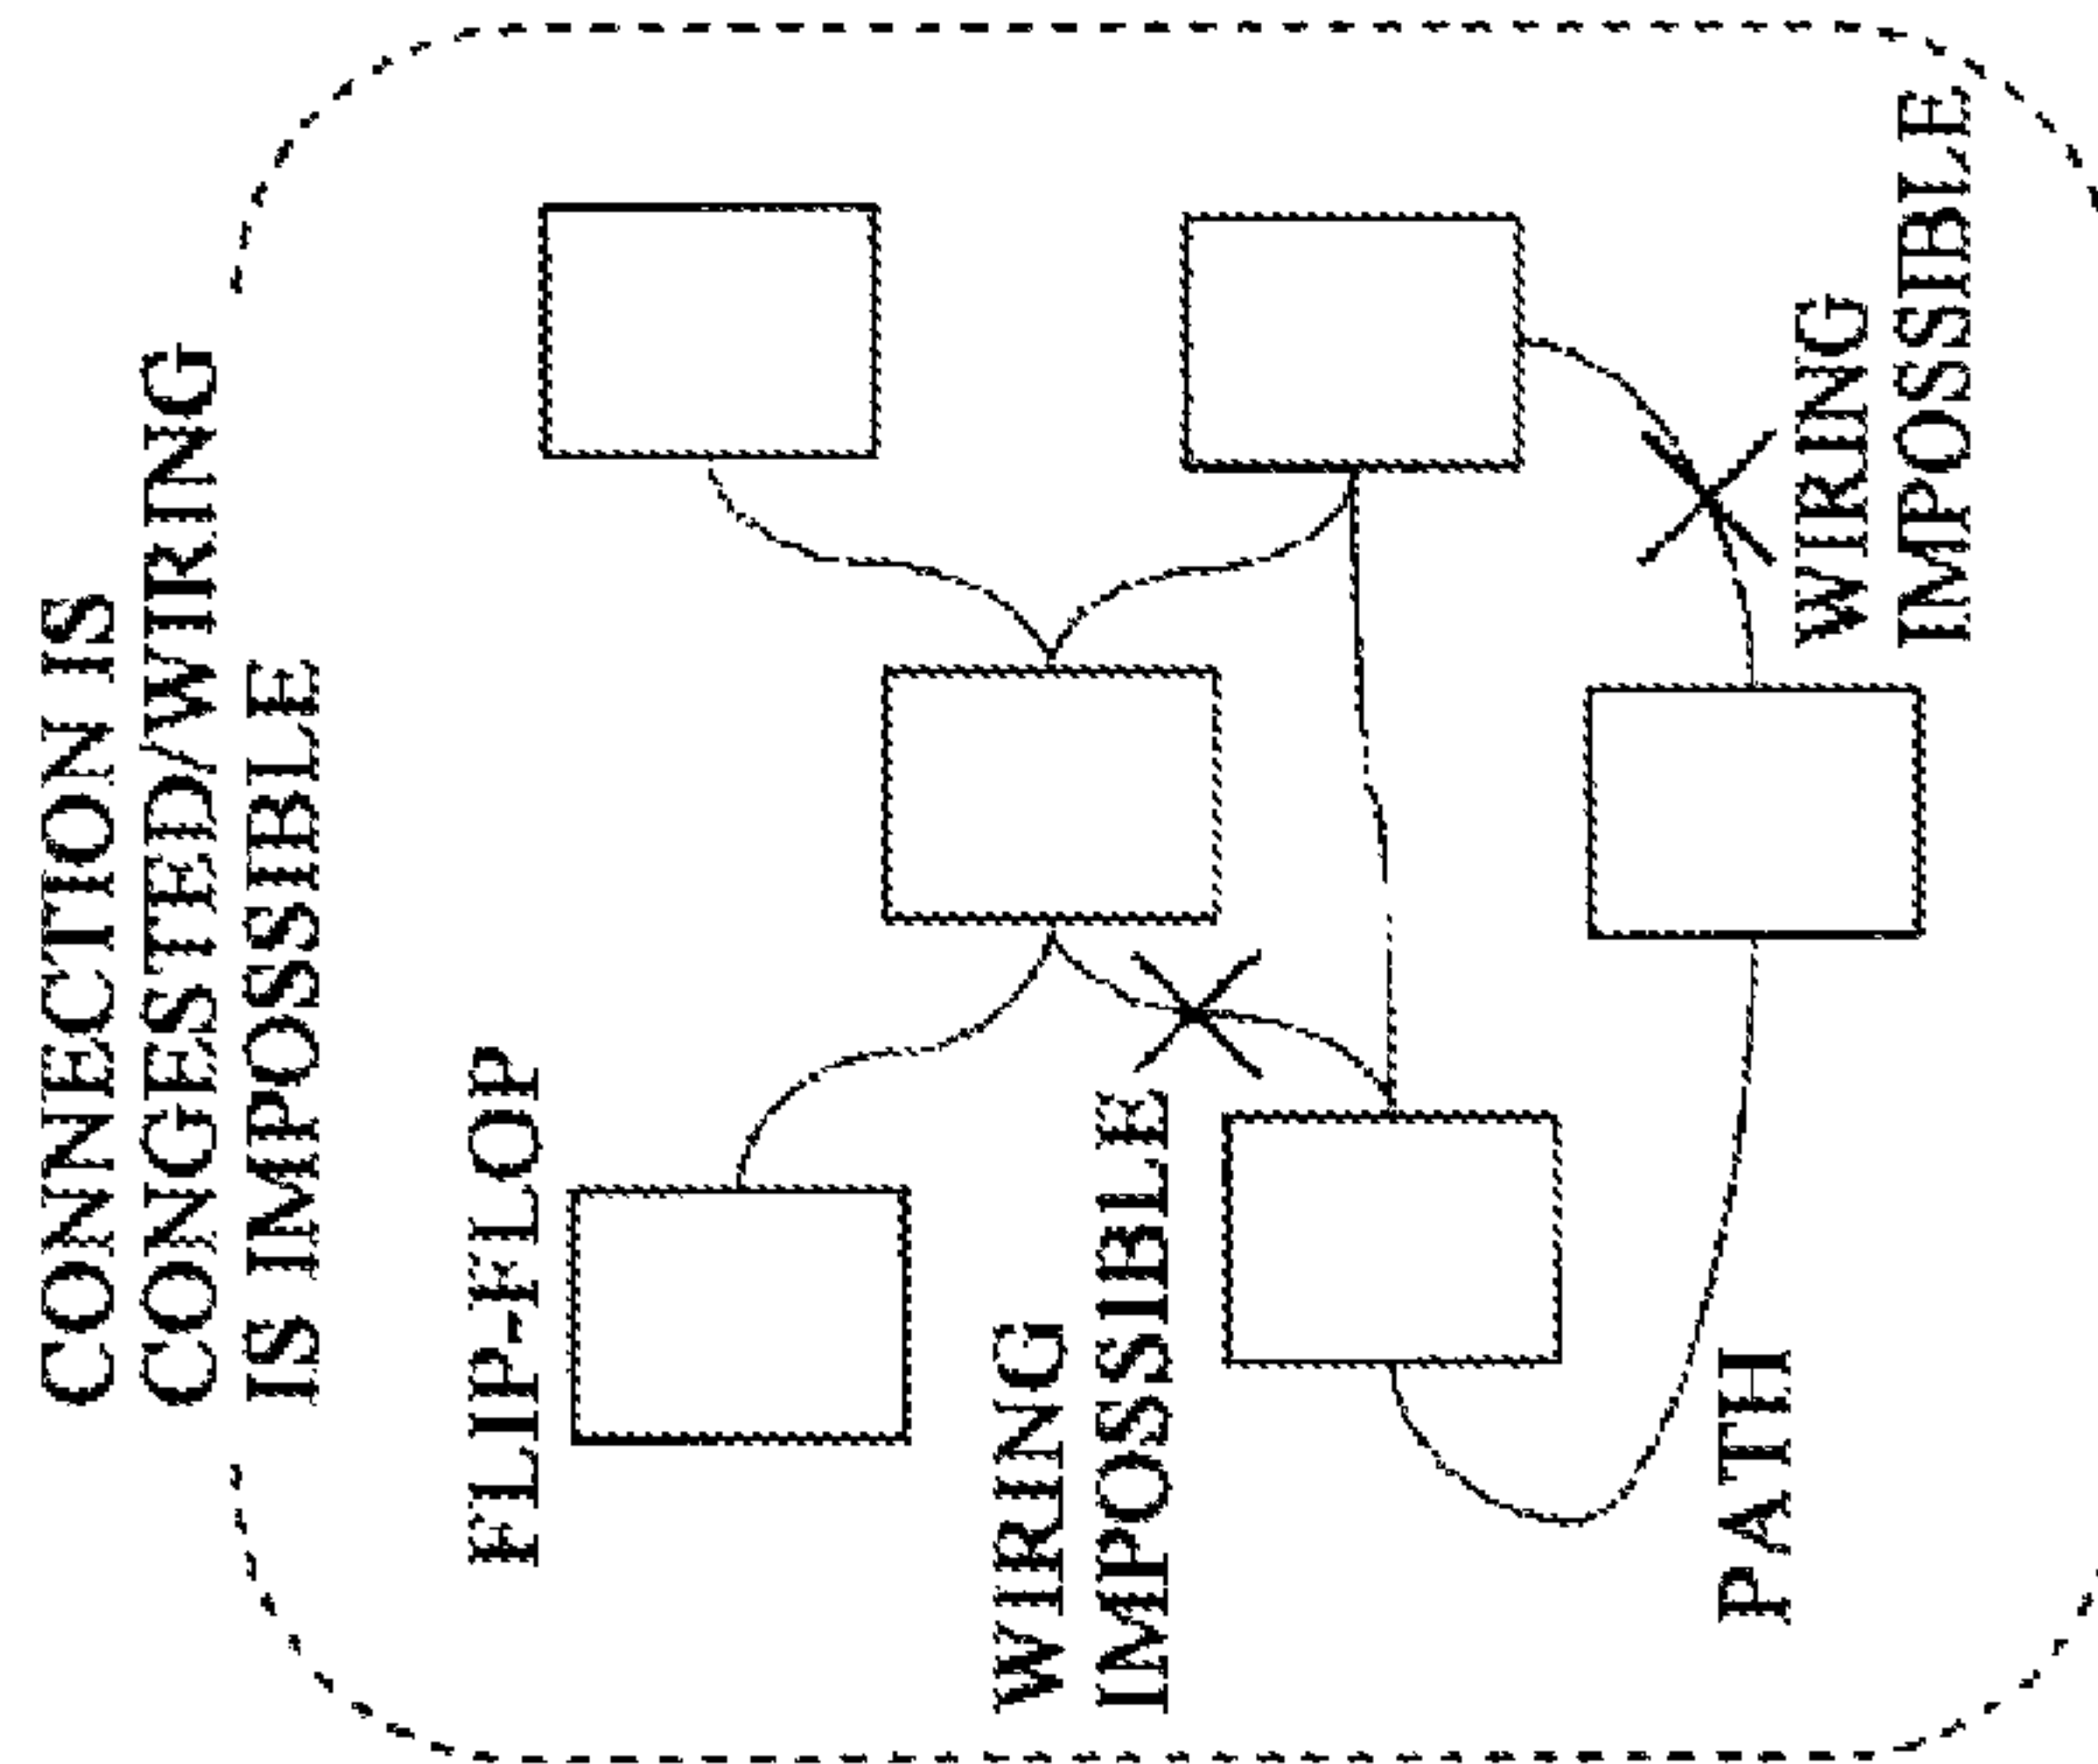 CONNECTION IS
CONGESTED/WIRING
IS IMPOSSIBLE
FLIP-FLOP
WIRING
IMPOSSIBLE
PATH
WIRING
IMPOSSIBLE